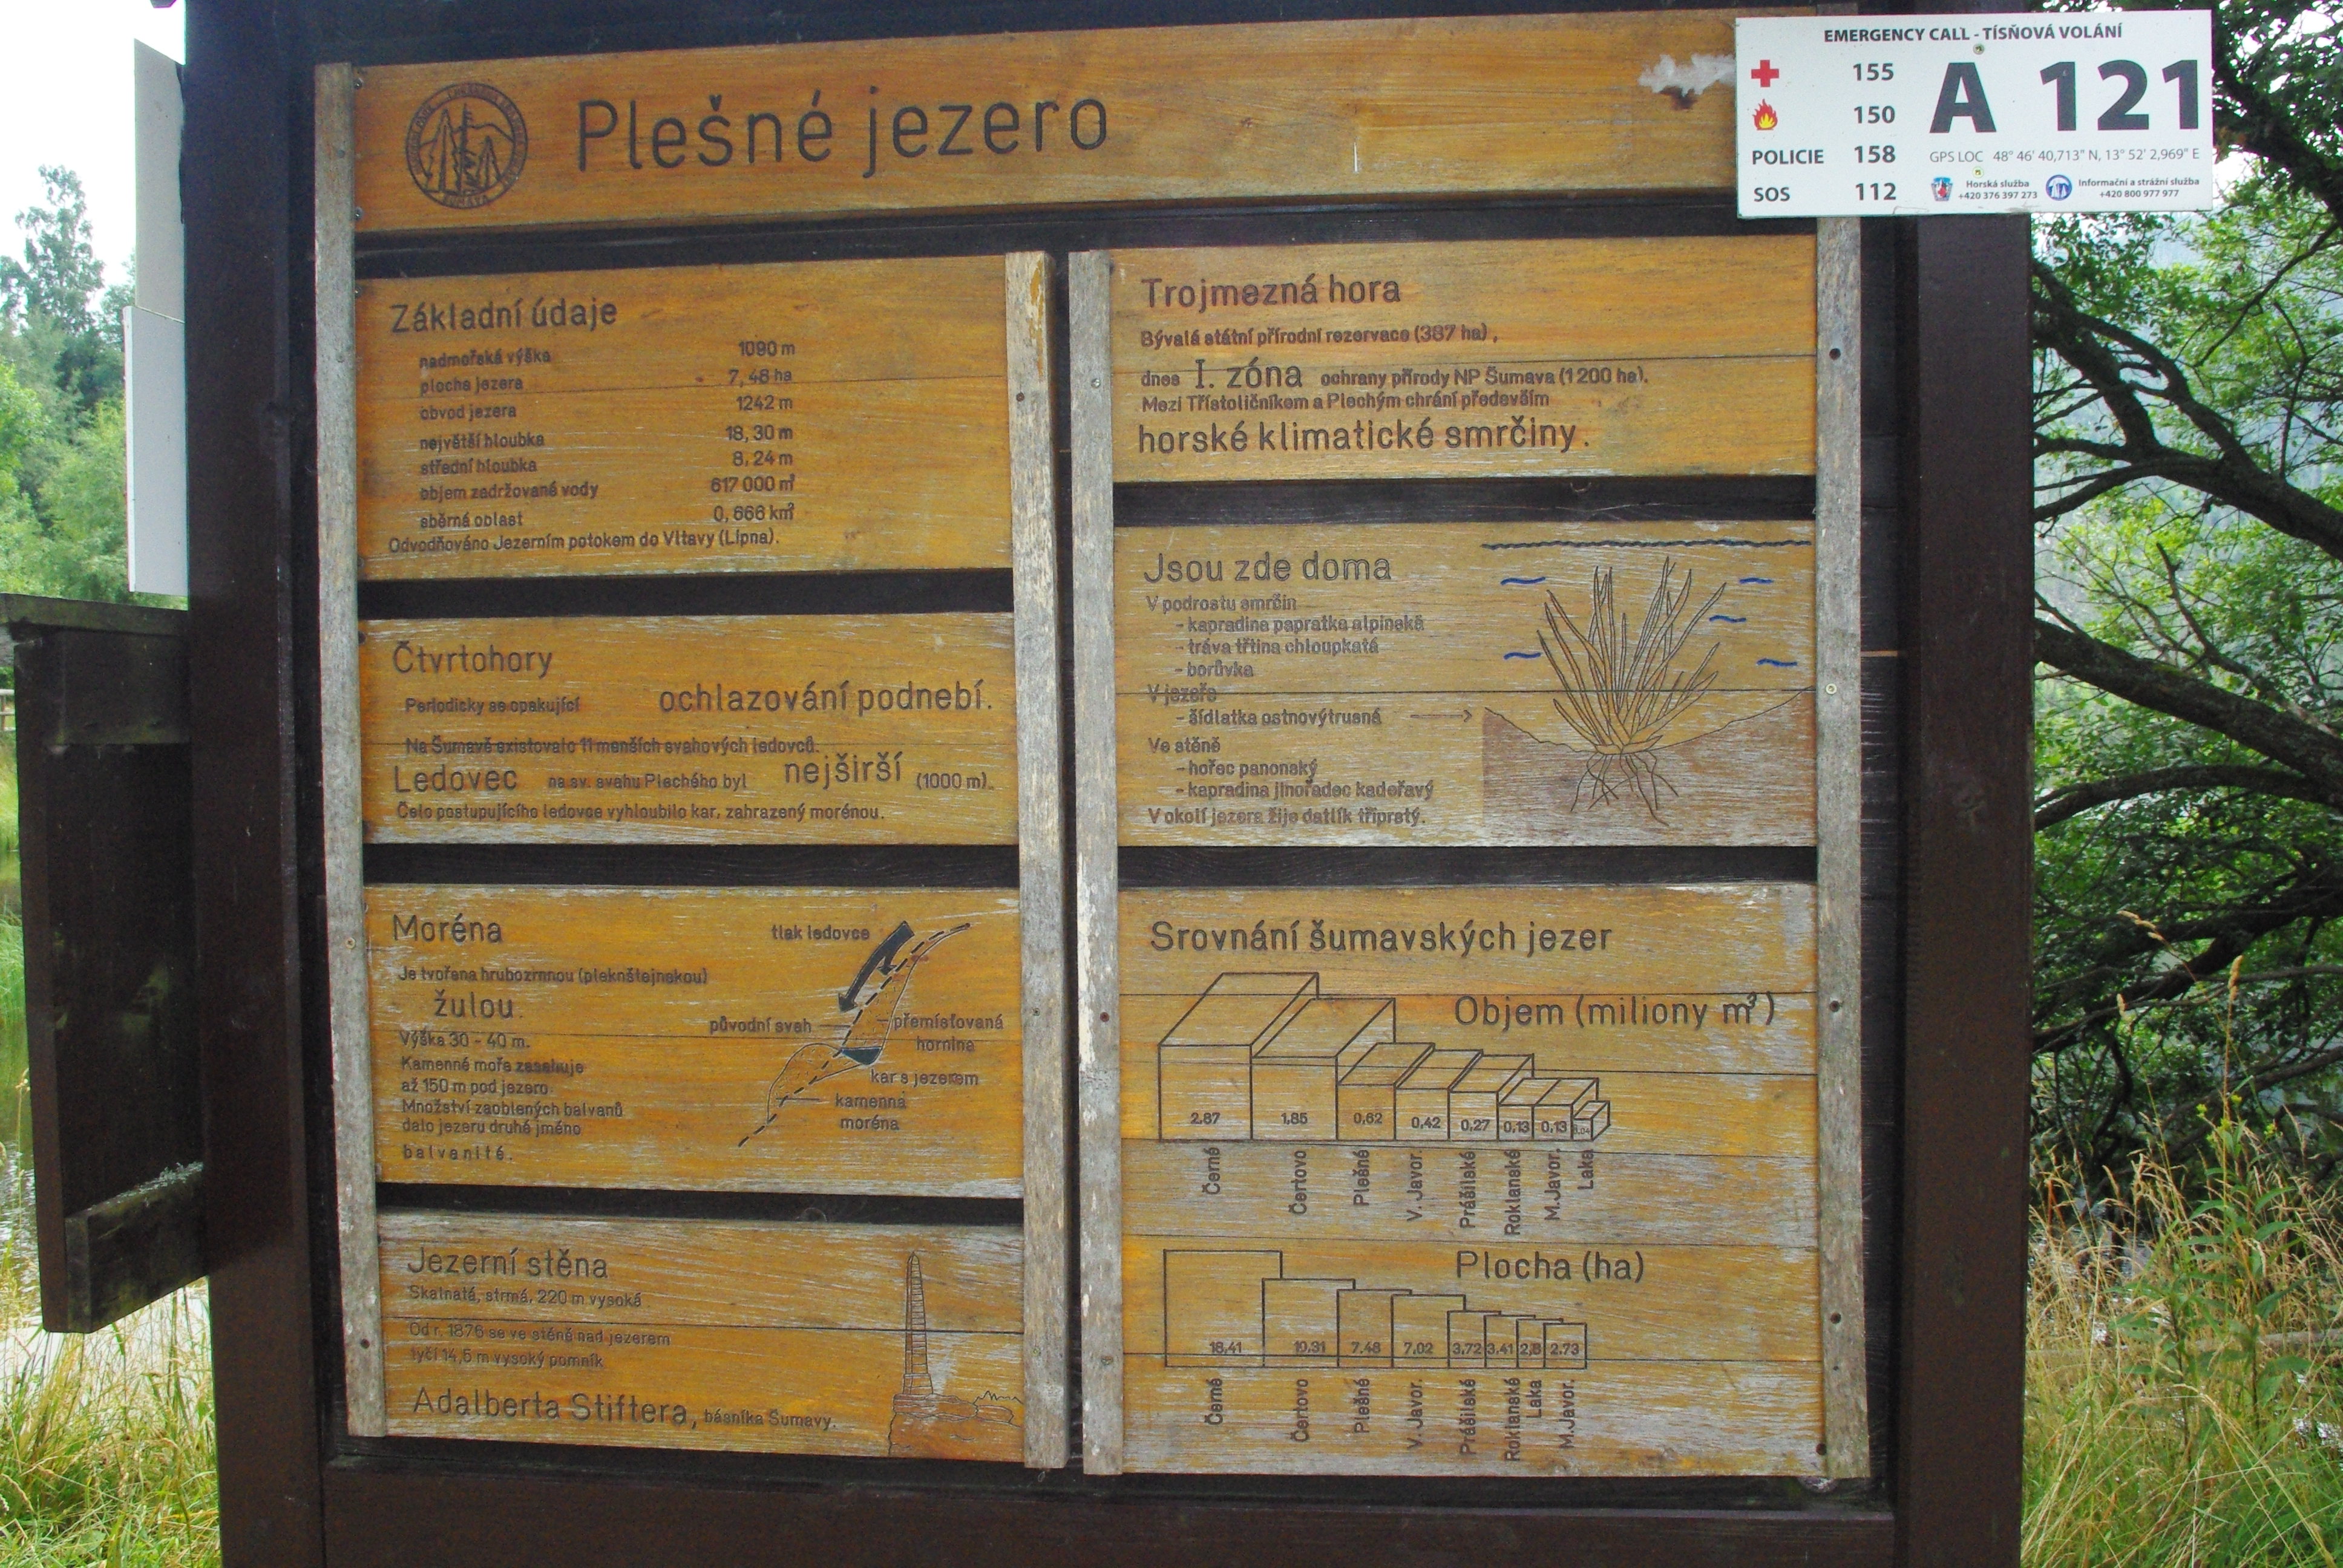 Plešné jezero
EMERGENCY CALL - TÍSŇOVÁ VOLÁNÍ
155
150
POLICIE 158
SOS 112
A 121
GPS LOC 48° 46' 40,713" N, 13° 52' 2,969" E
Horská služba
+420 376 397 273
Informační a strážní služba
+420 800 977 977
ŠUMAVA
Základní údaje
nadmořská výška 1090 m
plocha jezera 7,48 ha
obvod jezera 1242 m
největší hloubka 18,30 m
střední hloubka 8,24 m
objem zadržované vody 617 000 m³
sběrná oblast 0,666 km²
Odvodňováno Jezerním potokem do Vltavy (Lipna).
Čtvrtohory
Periodicky se opakující ochlazování podnebí.
Na Šumavě existovalo 11 menších svahových ledovců.
Ledovec na sv. svahu Plechého byl nejširší (1000 m).
Čelo postupujícího ledovce vyhloubilo kar, zahrazený morénou.
Moréna
Je tvořena hrubozrnnou (pleknštejnskou)
žulou.
Výška 30 - 40 m.
Kamenné moře zasahuje
až 150 m pod jezero.
Množství zaoblených balvanů
dalo jezeru druhé jméno
balvanité.
tlak ledovce
původní svah
přemísťovaná
hornina
kar s jezerem
kamenná
moréna
Jezerní stěna
Skalnatá, strmá, 220 m vysoká
Od r. 1876 se ve stěně nad jezerem
tyčí 14,5 m vysoký pomník
Adalberta Stiftera, básníka Šumavy.
Trojmezná hora
Bývalá státní přírodní rezervace (387 ha),
dnes I. zóna ochrany přírody NP Šumava (1200 ha).
Mezi Třístoličníkem a Plechým chrání především
horské klimatické smrčiny.
Jsou zde doma
V podrostu smrčin
- kapradina papratka alpinská
- tráva třtina chloupkatá
- borůvka
V jezeře
- šídlatka ostnovýtrusná
Ve stěně
- hořec panonský
- kapradina jinořadec kadeřavý
V okolí jezera žije datlík tříprstý.
Srovnání šumavských jezer
Objem (miliony m³)
2,87 1,85 0,62 0,42 0,27 0,13 0,13
Černé Čertovo Plešné V. Javor. Prášilské Roklanské M.Javor. Laka
Plocha (ha)
18,41 10,31 7,48 7,02 3,72 3,41 2,8 2,73
Černé Čertovo Plešné V. Javor. Prášilské Roklanské Laka M.Javor.